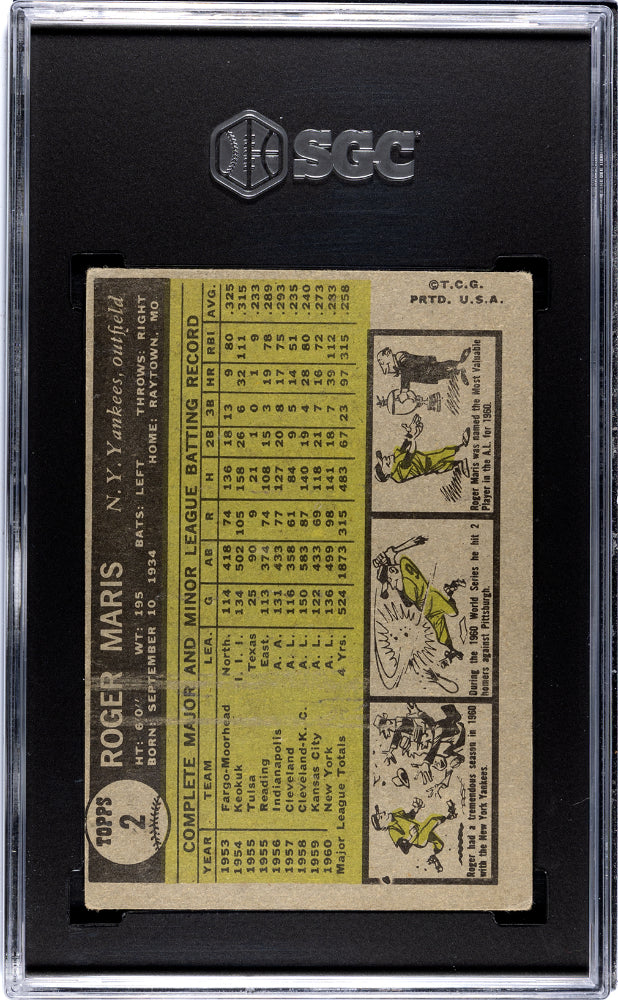 SGC
TOPPS
2
ROGER MARIS N. Y. Yankees, outfield
HT: 6'0" WT: 195 BATS: LEFT THROWS: RIGHT
BORN: SEPTEMBER 10, 1934 HOME: RAYTOWN, MO
COMPLETE MAJOR AND MINOR LEAGUE BATTING RECORD
YEAR TEAM LEA. G AB R H 2B 3B HR RBI AVG.
1953 Fargo-Moorhead North. 114 418 74 136 18 13 9 80 .325
1954 Keokuk I. I. I. 134 502 105 158 26 6 32 111 .315
1955 Tulsa Texas 25 90 9 21 1 0 1 9 .233
1955 Reading East. 113 374 74 108 15 3 19 78 .289
1956 Indianapolis A. A. 131 433 77 127 20 8 17 75 .293
1957 Cleveland A. L. 116 358 61 84 9 5 14 51 .235
1958 Cleveland-K. C. A. L. 150 583 87 140 19 4 28 80 .240
1959 Kansas City A. L. 122 433 69 118 21 7 16 72 .273
1960 New York A. L. 136 499 98 141 18 7 39 112 .283
Major League Totals 4 Yrs. 524 1873 315 483 67 23 97 315 .258
Roger had a tremendous season in 1960
with the New York Yankees.
During the 1960 World Series he hit 2
homers against Pittsburgh.
Roger Maris was named the Most Valuable
Player in the A.L. for 1960.
©T.C.G.
PRTD. U.S.A.